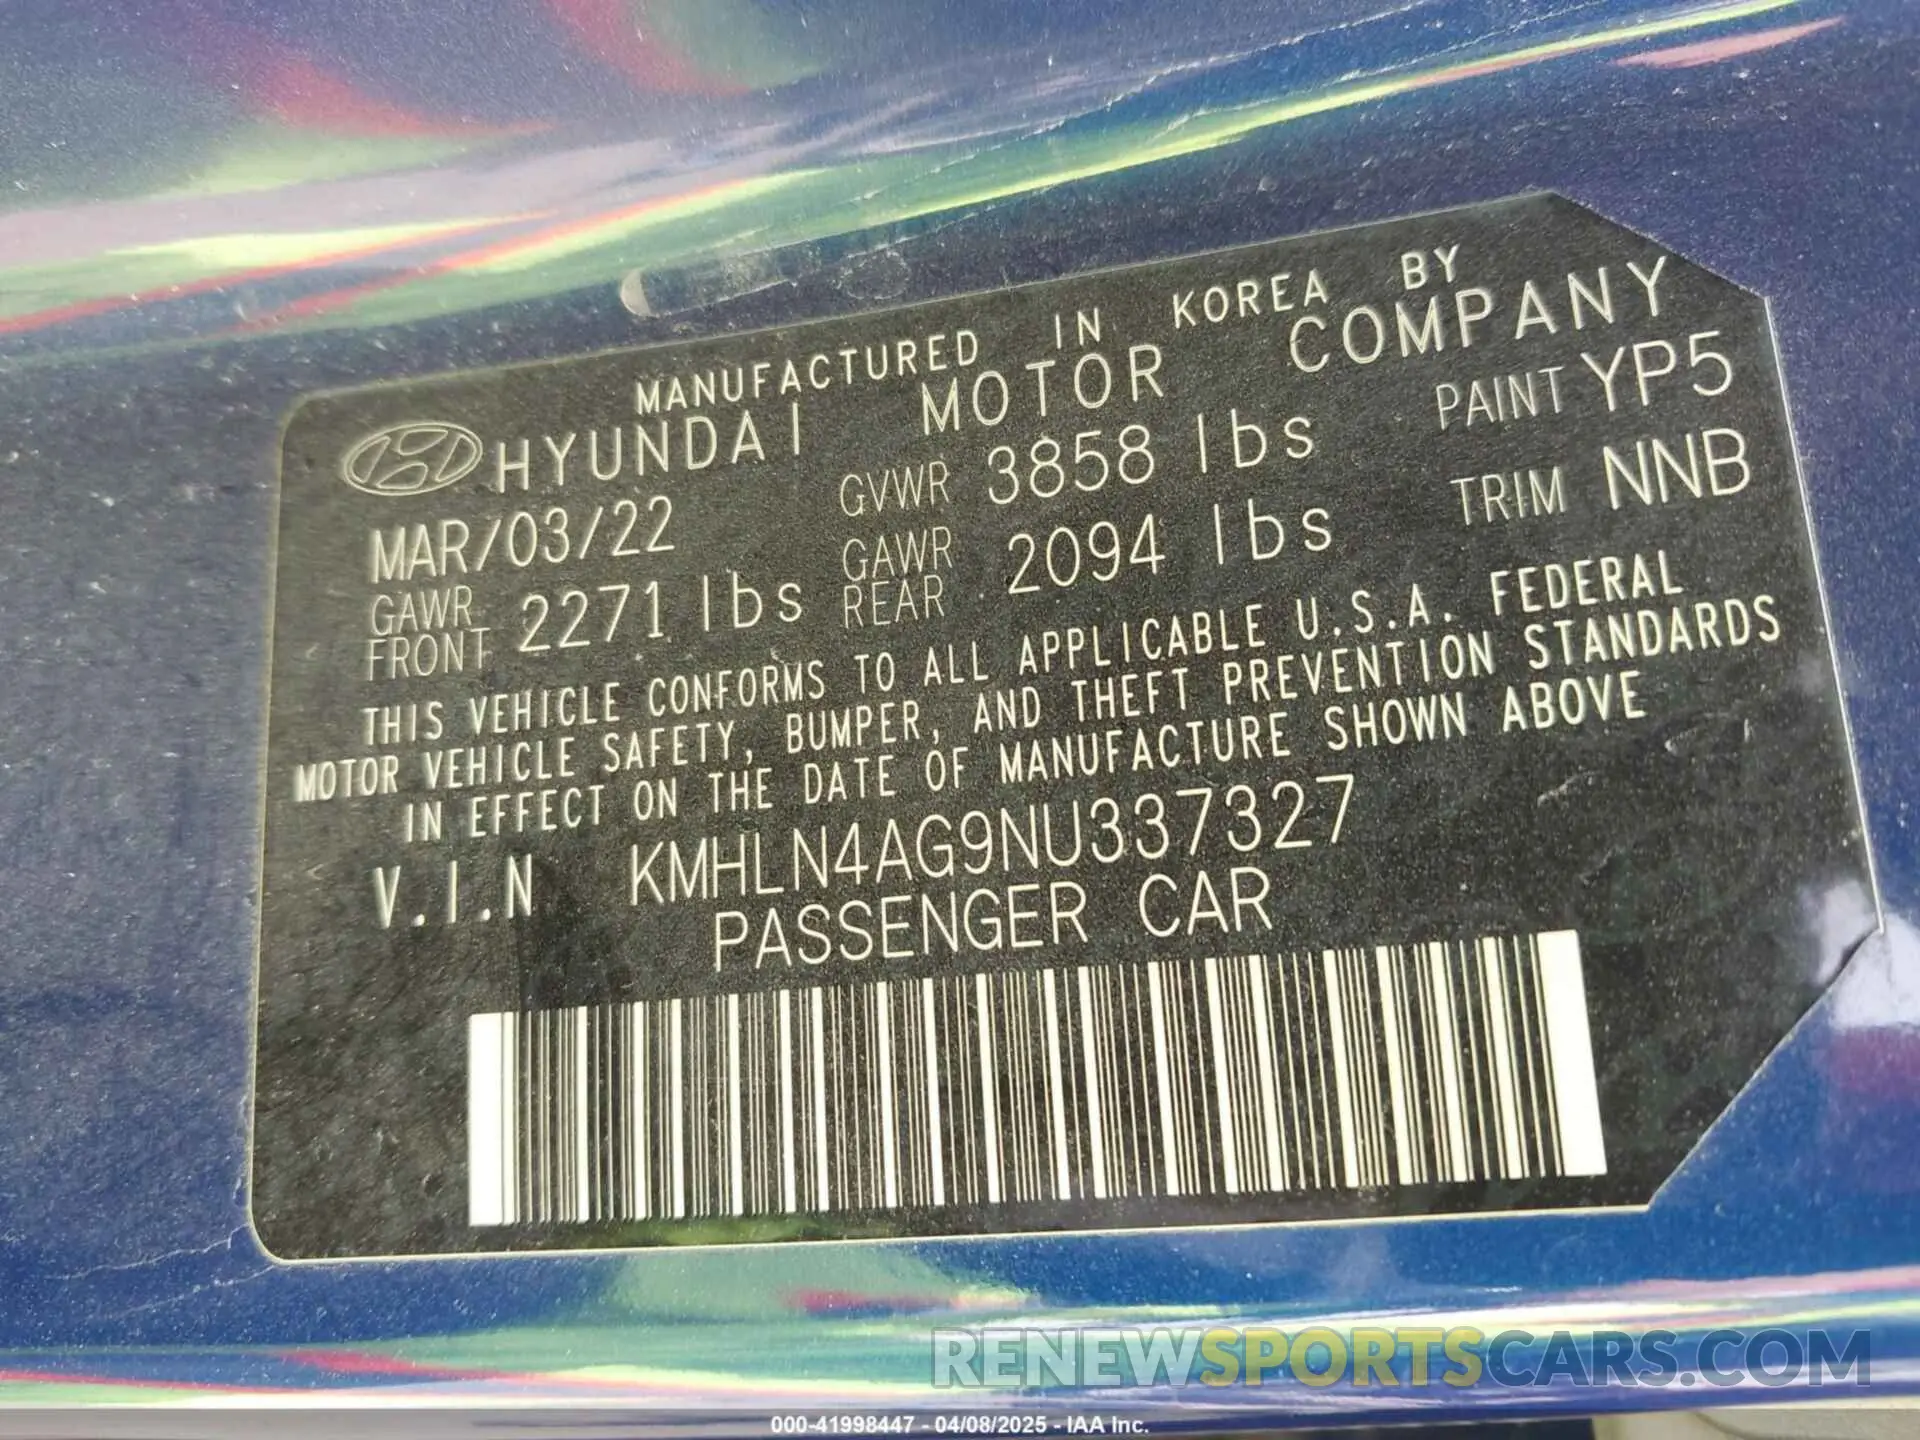 MANUFACTURED IN KOREA BY
HYUNDAI MOTOR COMPANY
MAR/03/22 GVWR 3858 lbs PAINT YP5
GAWR FRONT 2271 lbs GAWR REAR 2094 lbs TRIM NNB
THIS VEHICLE CONFORMS TO ALL APPLICABLE U.S.A. FEDERAL
MOTOR VEHICLE SAFETY, BUMPER, AND THEFT PREVENTION STANDARDS
IN EFFECT ON THE DATE OF MANUFACTURE SHOWN ABOVE
V.I.N KMHLN4AG9NU337327
PASSENGER CAR
RENEWSPORTSCARS.COM
000-41998447 - 04/08/2025 - IAA Inc.